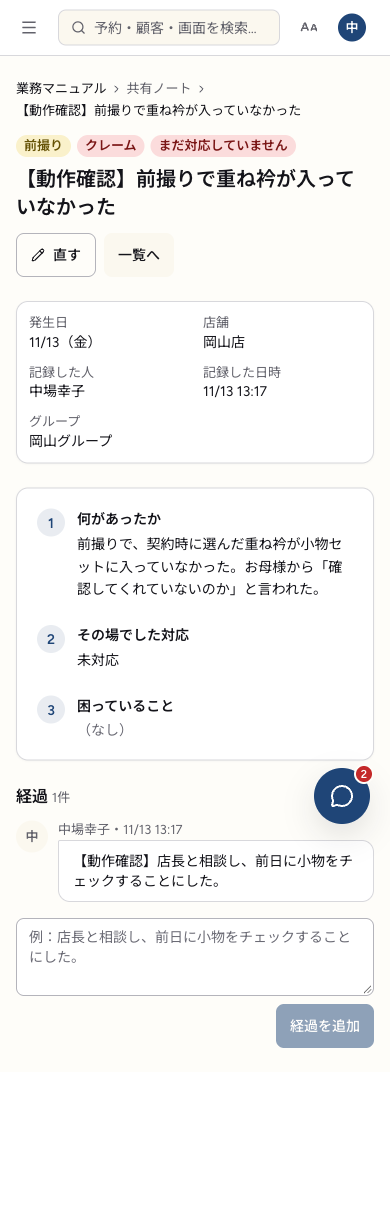 予約・顧客・画面を検索...
AA
中
業務マニュアル › 共有ノート ›
【動作確認】前撮りで重ね衿が入っていなかった
前撮り クレーム まだ対応していません
【動作確認】前撮りで重ね衿が入って
いなかった
直す 一覧へ
発生日 店舗
11/13（金） 岡山店
記録した人 記録した日時
中場幸子 11/13 13:17
グループ
岡山グループ
1 何があったか
前撮りで、契約時に選んだ重ね衿が小物セ
ットに入っていなかった。お母様から「確
認してくれていないのか」と言われた。
2 その場でした対応
未対応
3 困っていること
（なし）
2
経過 1件
中 中場幸子・11/13 13:17
【動作確認】店長と相談し、前日に小物をチ
ェックすることにした。
例：店長と相談し、前日に小物をチェックすること
にした。
経過を追加